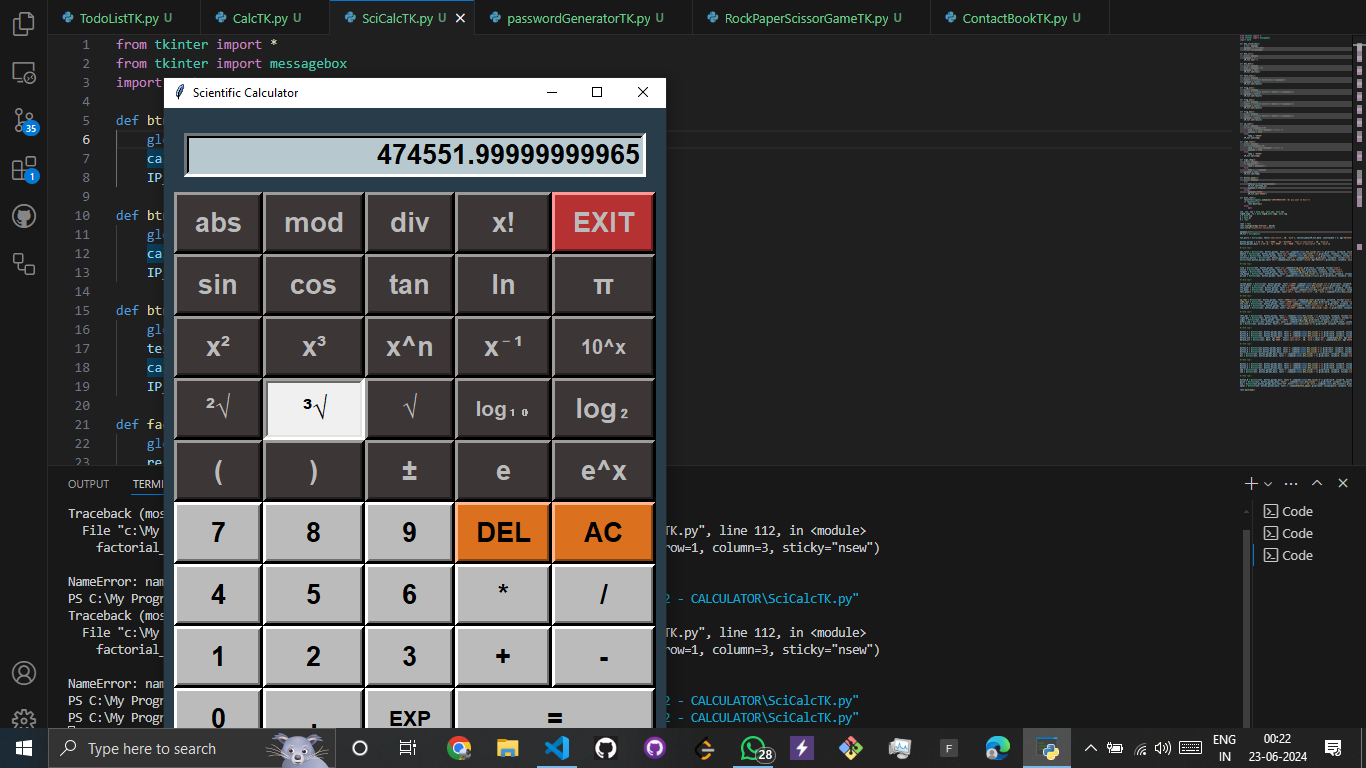 TodoListTK.py U
CalcTK.py U
SciCalcTK.py U
passwordGeneratorTK.py U
RockPaperScissorGameTK.py U
ContactBookTK.py U
1 from tkinter import *
2 from tkinter import messagebox
3 import
4
5 def bt
6 gl
7 ca
8 IP_
9
10 def bt
11 gl
12 ca
13 IP_
14
15 def bt
16 gl
17 te
18 ca
19 IP_
20
21 def fa
22 gl
23 re
35
1
Scientific Calculator
474551.99999999965
abs mod div x! EXIT
sin cos tan ln π
x² x³ x^n x⁻¹ 10^x
²√ ³√ √ log₁₀ log₂
( ) ± e e^x
7 8 9 DEL AC
4 5 6 * /
1 2 3 + -
0 . EXP =
OUTPUT TERMI
Traceback (mos
File "c:\My TK.py", line 112, in <module>
factorial_ row=1, column=3, sticky="nsew")
NameError: nam
PS C:\My Progr 2 - CALCULATOR\SciCalcTK.py"
Traceback (mos
File "c:\My TK.py", line 112, in <module>
factorial_ row=1, column=3, sticky="nsew")
NameError: nam
PS C:\My Progr 2 - CALCULATOR\SciCalcTK.py"
PS C:\My Progr 2 - CALCULATOR\SciCalcTK.py"
Code
Code
Code
Type here to search
28
F
ENG
IN
00:22
23-06-2024